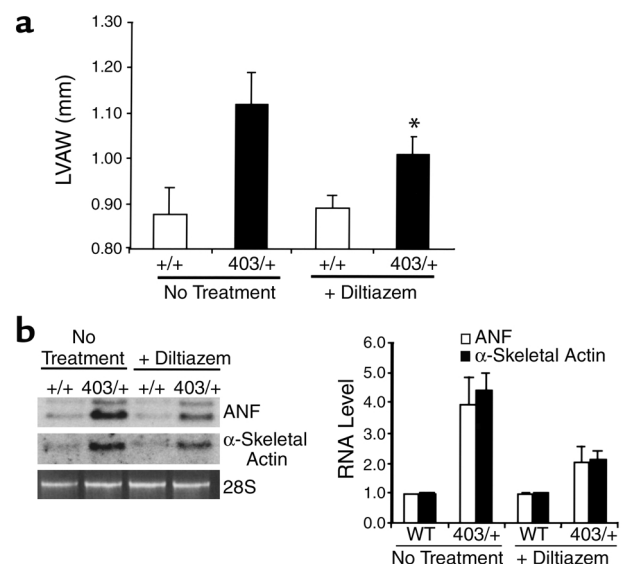 a
1.30
1.20
1.10
1.00
0.90
0.80
LVAW (mm)
*
+/+ 403/+ +/+ 403/+
No Treatment + Diltiazem
b
No
Treatment + Diltiazem
+/+ 403/+ +/+ 403/+
ANF
α-Skeletal
Actin
28S
6.0
5.0
4.0
3.0
2.0
1.0
0.0
RNA Level
ANF
α-Skeletal Actin
WT 403/+ WT 403/+
No Treatment + Diltiazem